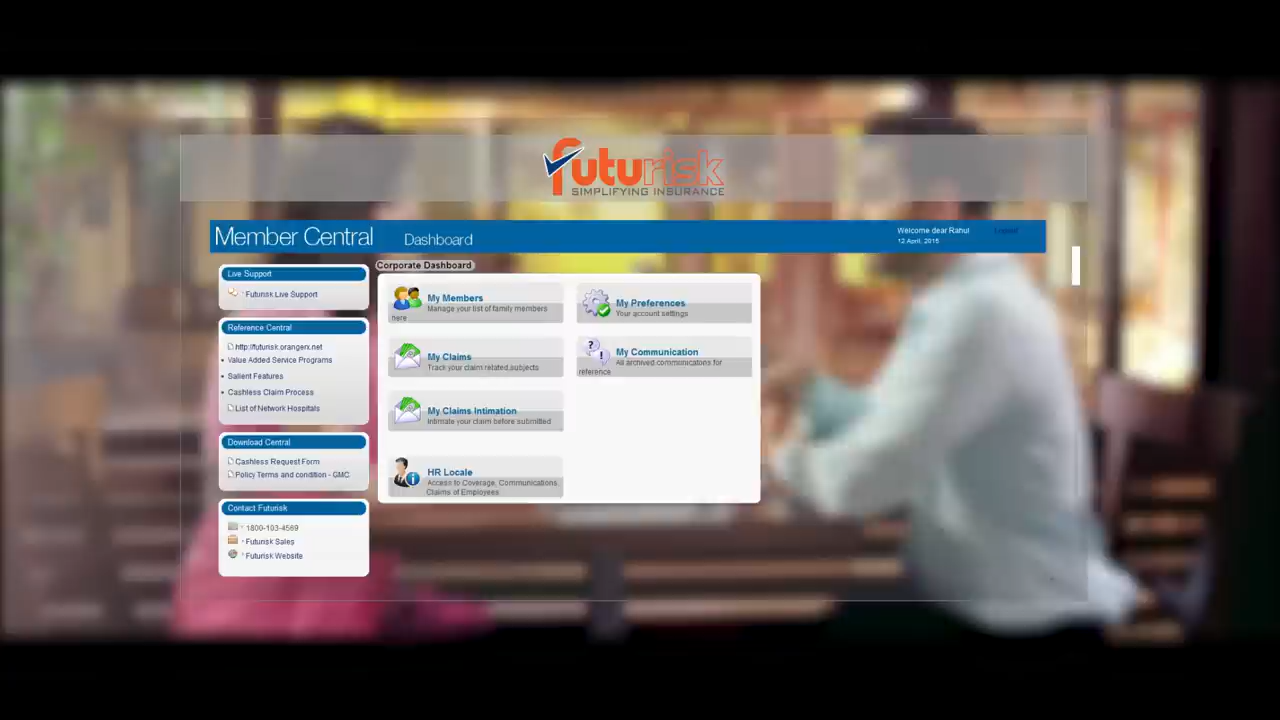 futurisk
SIMPLIFYING INSURANCE
Member Central
Dashboard
Welcome dear Rahul
Logout
12 April, 2015
Live Support
Futurisk Live Support
Reference Central
http://futurisk.orangerx.net
Value Added Service Programs
Salient Features
Cashless Claim Process
List of Network Hospitals
Download Central
Cashless Request Form
Policy Terms and condition - GMC
Contact Futurisk
1800-103-4569
Futurisk Sales
Futurisk Website
Corporate Dashboard
My Members
Manage your list of family members
here
My Preferences
Your account settings
My Claims
Track your claim related subjects
My Communication
All archived communications for
reference
My Claims Intimation
Intimate your claim before submitted
HR Locale
Access to Coverage, Communications,
Claims of Employees